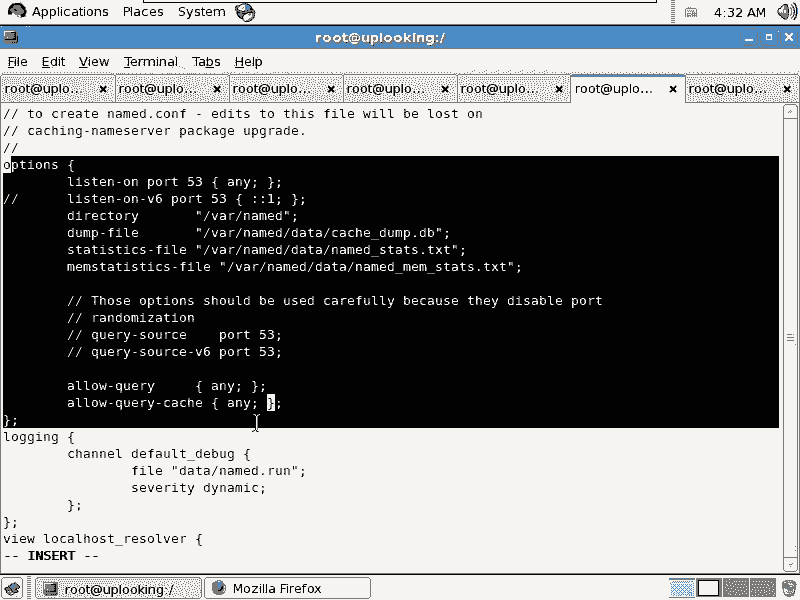 Applications Places System 4:32 AM
root@uplooking:/
File Edit View Terminal Tabs Help
root@uplo... root@uplo... root@uplo... root@uplo... root@uplo... root@uplo... root@uplo...
// to create named.conf - edits to this file will be lost on
// caching-nameserver package upgrade.
//
options {
        listen-on port 53 { any; };
//      listen-on-v6 port 53 { ::1; };
        directory       "/var/named";
        dump-file       "/var/named/data/cache_dump.db";
        statistics-file "/var/named/data/named_stats.txt";
        memstatistics-file "/var/named/data/named_mem_stats.txt";
        // Those options should be used carefully because they disable port
        // randomization
        // query-source    port 53;
        // query-source-v6 port 53;
        allow-query     { any; };
        allow-query-cache { any; };
};
logging {
        channel default_debug {
                file "data/named.run";
                severity dynamic;
        };
};
view localhost_resolver {
-- INSERT --
root@uplooking:/ Mozilla Firefox